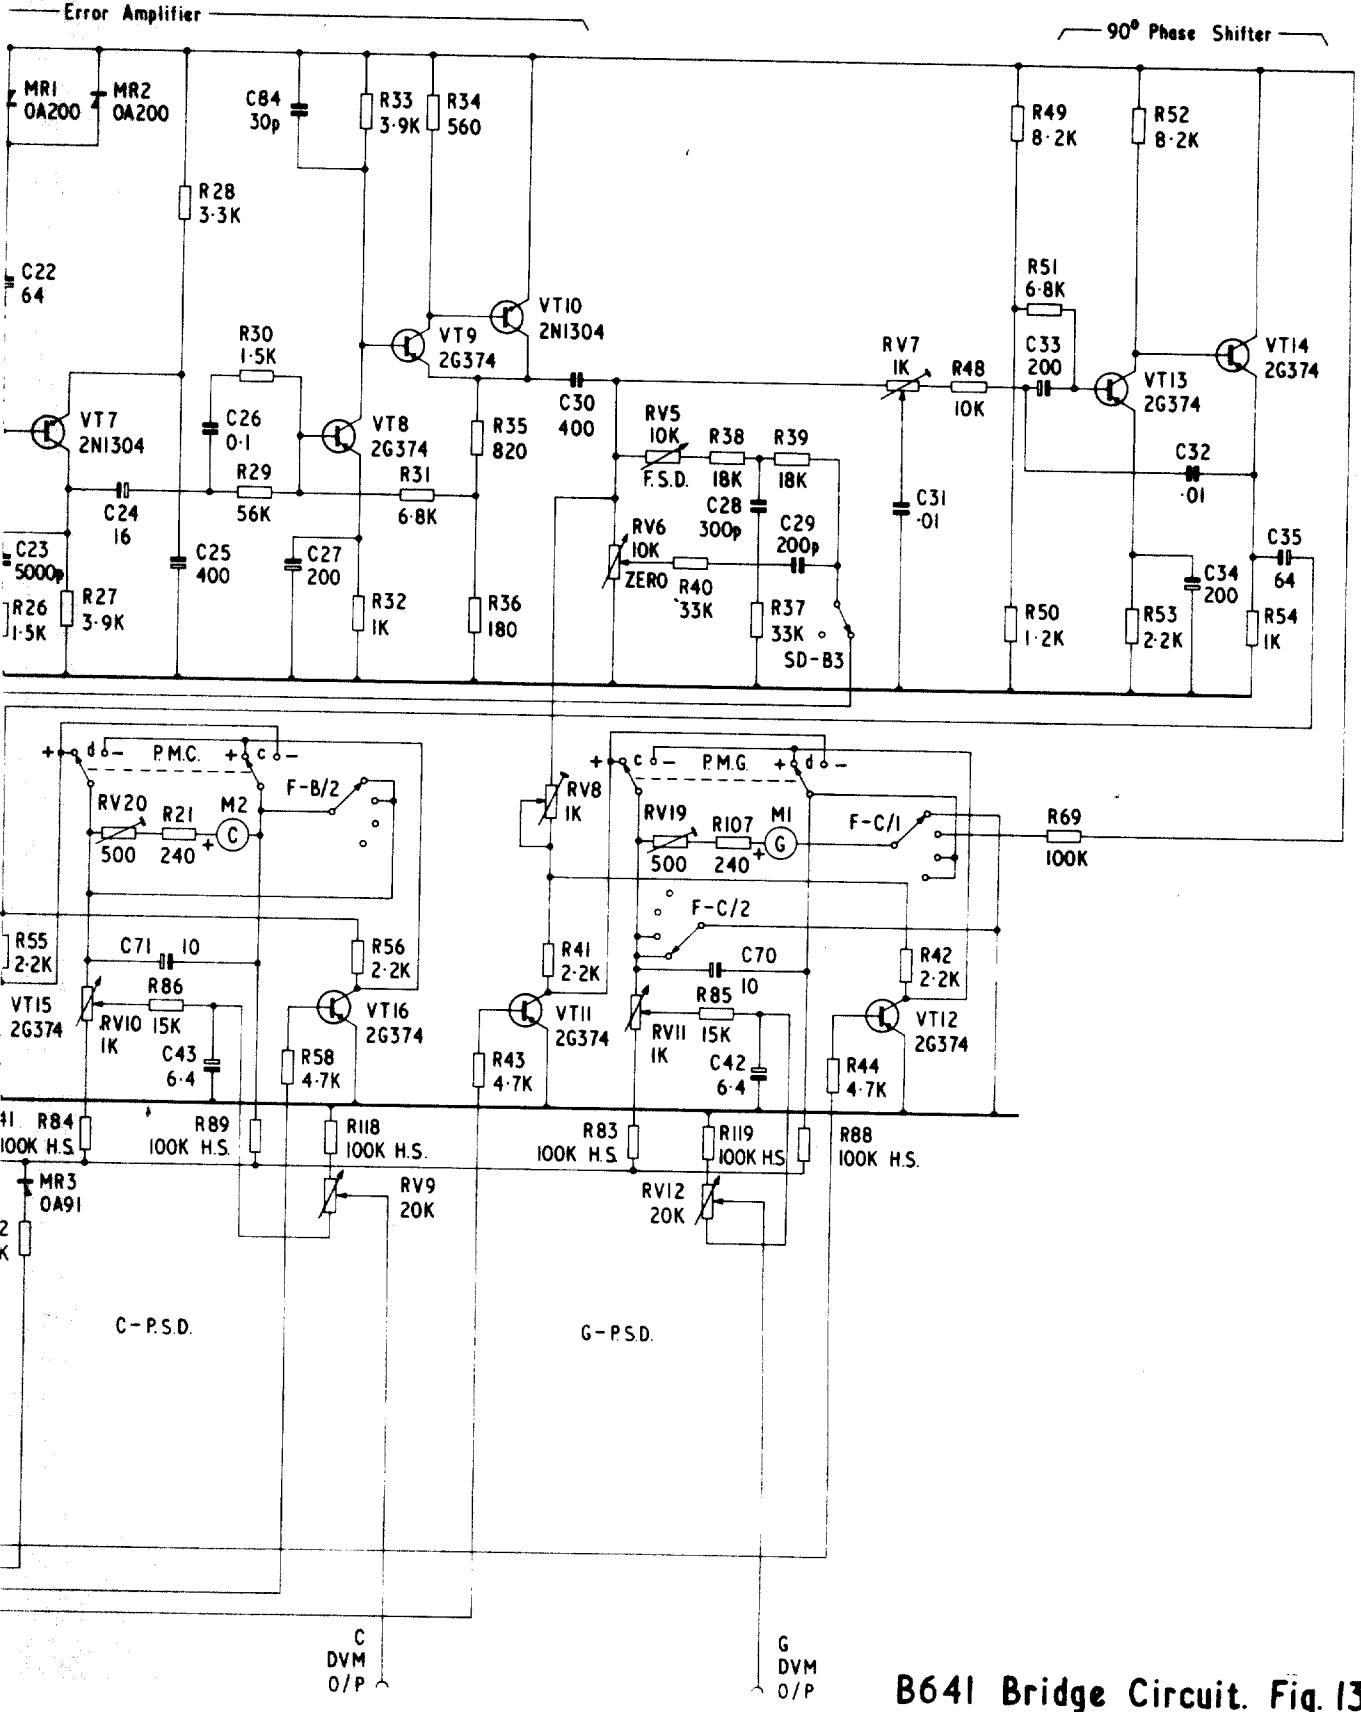 Error Amplifier
90° Phase Shifter
MR1
OA200
MR2
OA200
C84
30p
R33
3·9K
R34
560
R49
8·2K
R52
8·2K
R28
3·3K
C22
64
R51
6·8K
VT10
2N1304
R30
1·5K
VT9
2G374
RV7
1K
R48
10K
C33
200
VT14
2G374
VT13
2G374
VT7
2N1304
C26
0·1
VT8
2G374
R35
820
C30
400
RV5
10K
F.S.D.
R38
18K
R39
18K
C32
·01
R29
56K
R31
6·8K
C24
16
C28
300p
C31
·01
C23
5000p
C25
400
C27
200
RV6
10K
ZERO
C29
200p
C35
64
R40
33K
C34
200
R26
1·5K
R27
3·9K
R32
1K
R36
180
R37
33K
SD-B3
R50
1·2K
R53
2·2K
R54
1K
+ d - P.M.C. + c -
+ c - P.M.G. + d -
F-B/2
RV20
500
R21
240
+
M2
C
RV8
1K
RV19
500
R107
240
+
M1
G
F-C/1
R69
100K
F-C/2
R55
2·2K
C71 10
R56
2·2K
R41
2·2K
C70
10
R42
2·2K
VT15
2G374
RV10
1K
R86
15K
VT16
2G374
VT11
2G374
RV11
1K
R85
15K
VT12
2G374
C43
6·4
R58
4·7K
R43
4·7K
C42
6·4
R44
4·7K
41
100K H.S.
R84
R89
100K H.S.
R118
100K H.S.
R83
100K H.S.
R119
100K H.S.
R88
100K H.S.
MR3
OA91
RV9
20K
RV12
20K
2
K
C-P.S.D.
G-P.S.D.
C
DVM
O/P
G
DVM
O/P
B641 Bridge Circuit. Fig. 13